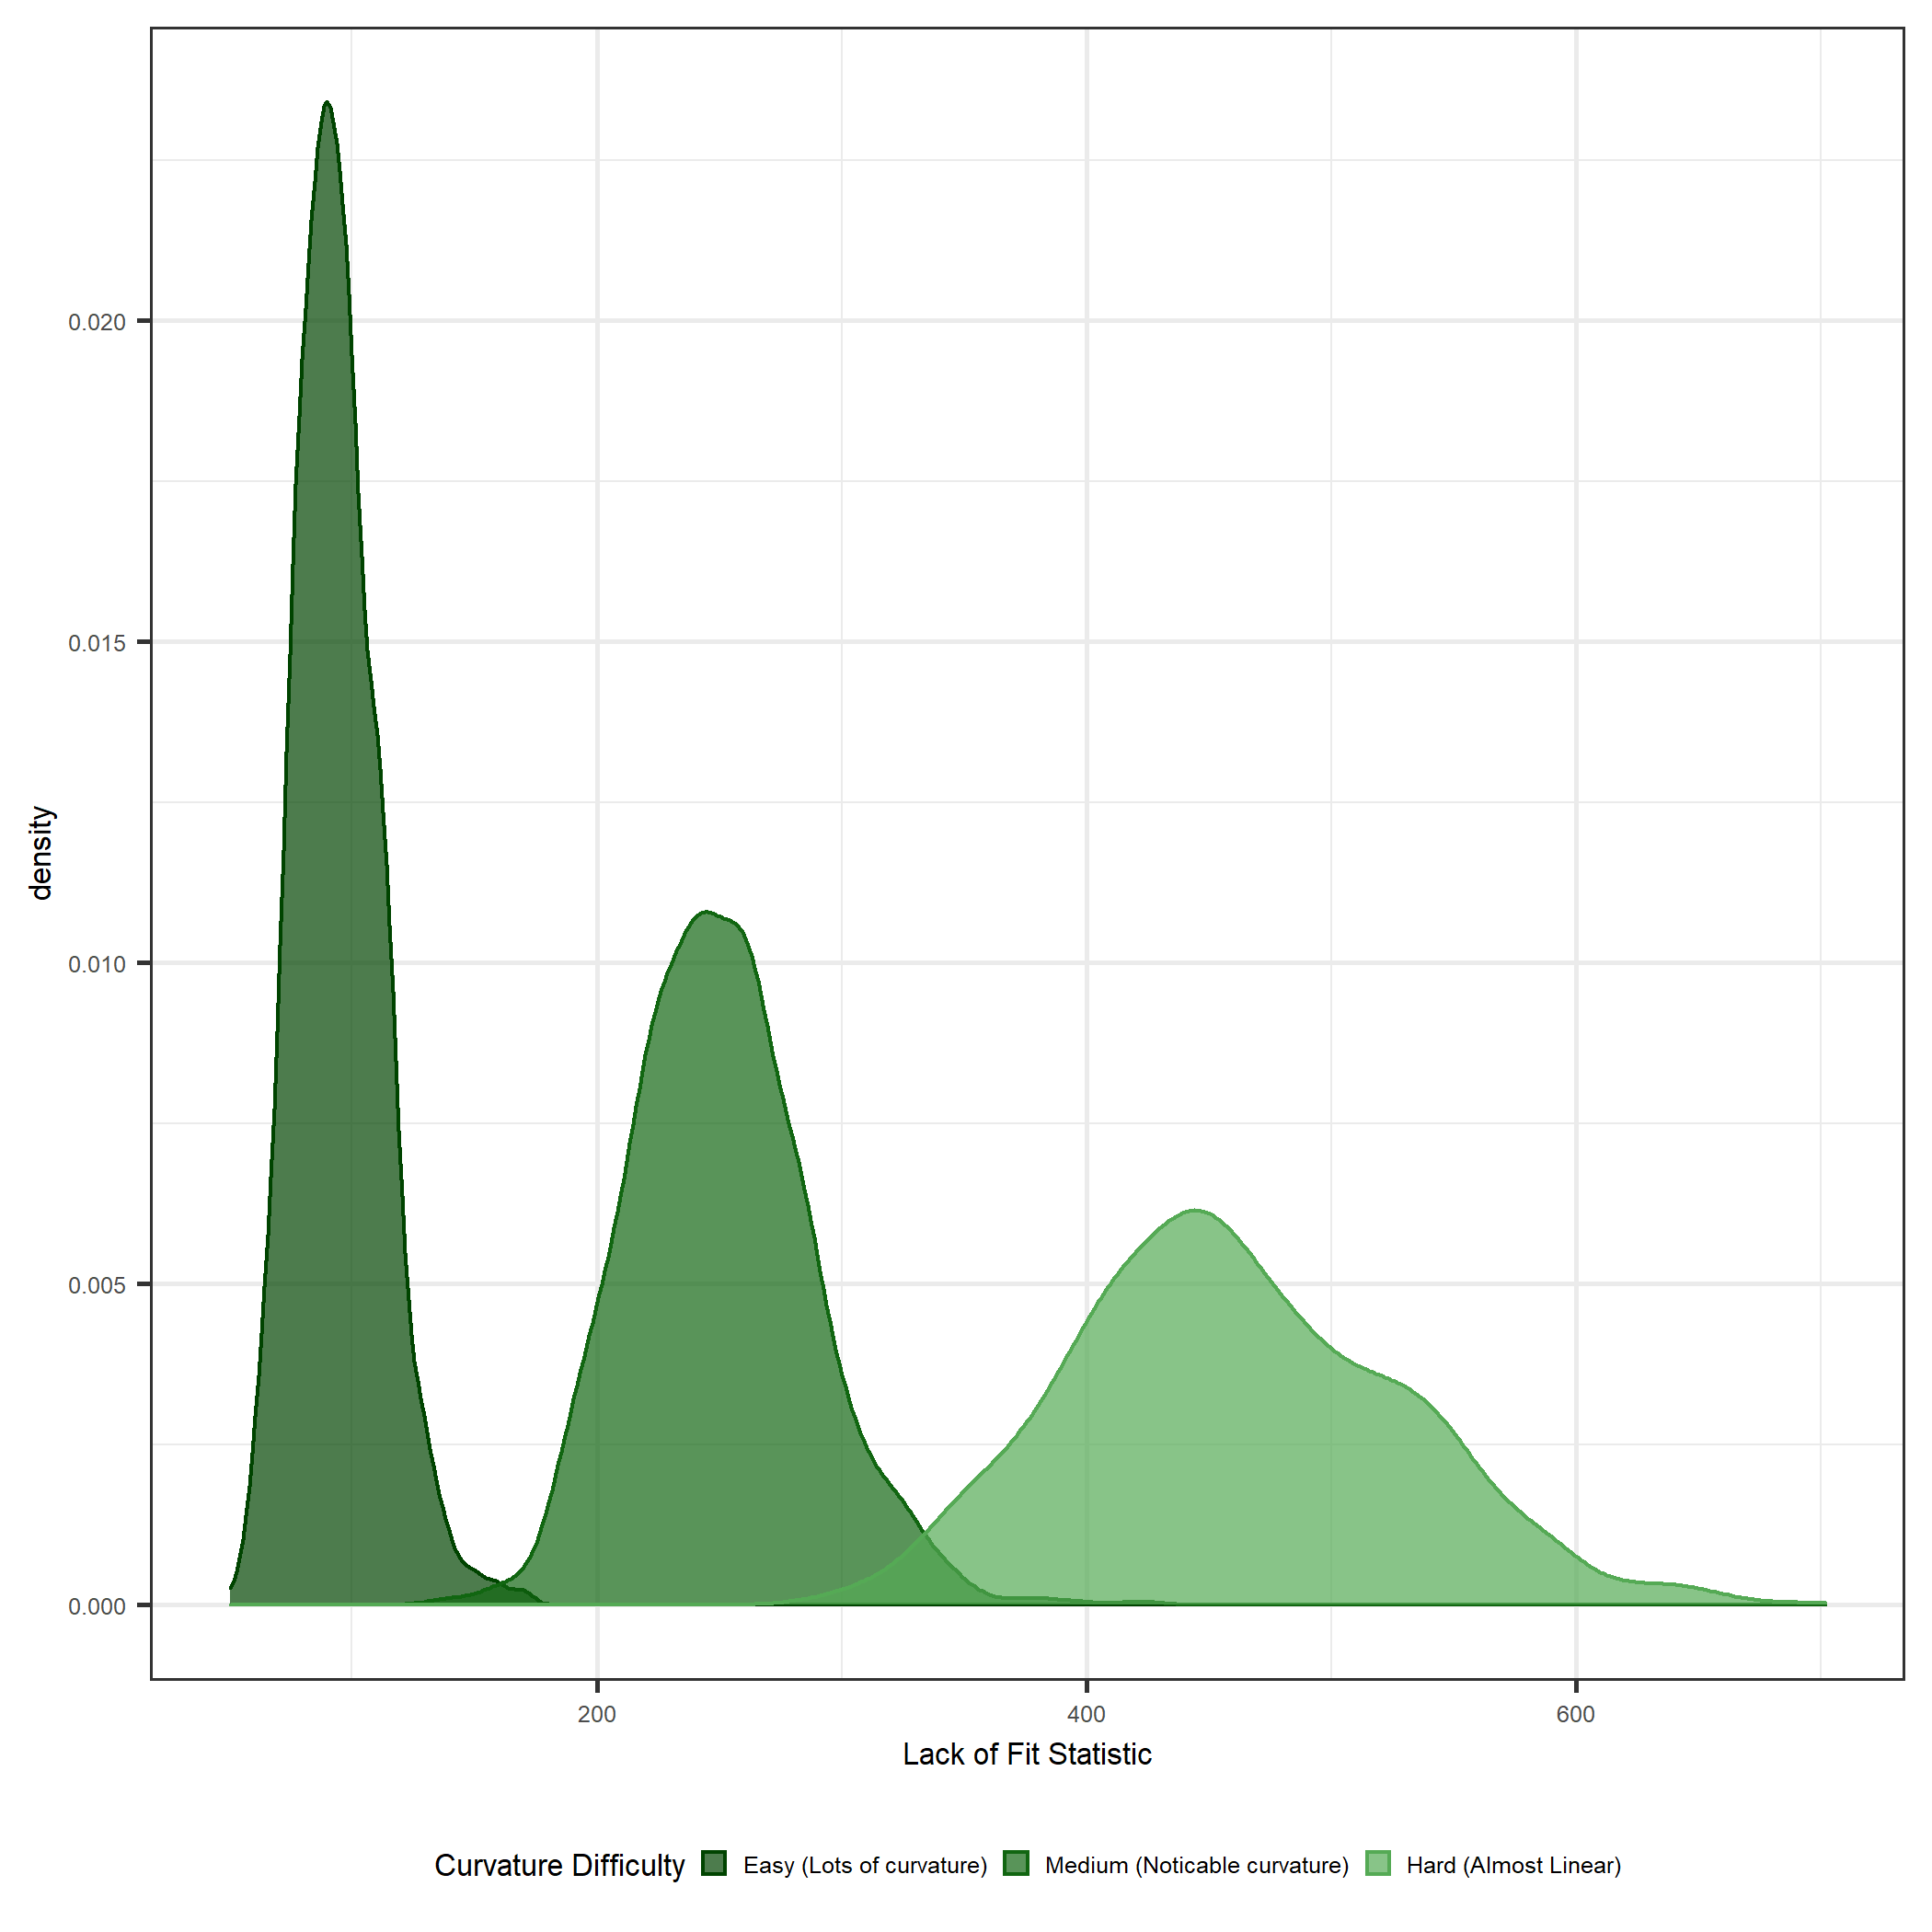 0.020
0.015
0.010
0.005
0.000
density
200 400 600
Lack of Fit Statistic
Curvature Difficulty Easy (Lots of curvature) Medium (Noticable curvature) Hard (Almost Linear)